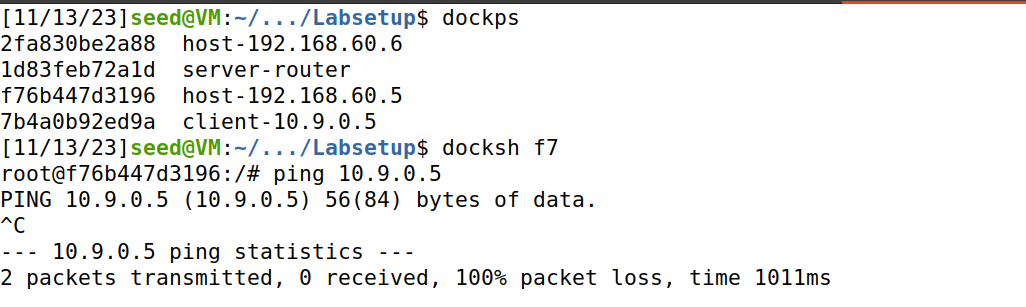 [11/13/23]seed@VM:~/.../Labsetup$ dockps
2fa830be2a88  host-192.168.60.6
1d83feb72a1d  server-router
f76b447d3196  host-192.168.60.5
7b4a0b92ed9a  client-10.9.0.5
[11/13/23]seed@VM:~/.../Labsetup$ docksh f7
root@f76b447d3196:/# ping 10.9.0.5
PING 10.9.0.5 (10.9.0.5) 56(84) bytes of data.
^C
--- 10.9.0.5 ping statistics ---
2 packets transmitted, 0 received, 100% packet loss, time 1011ms